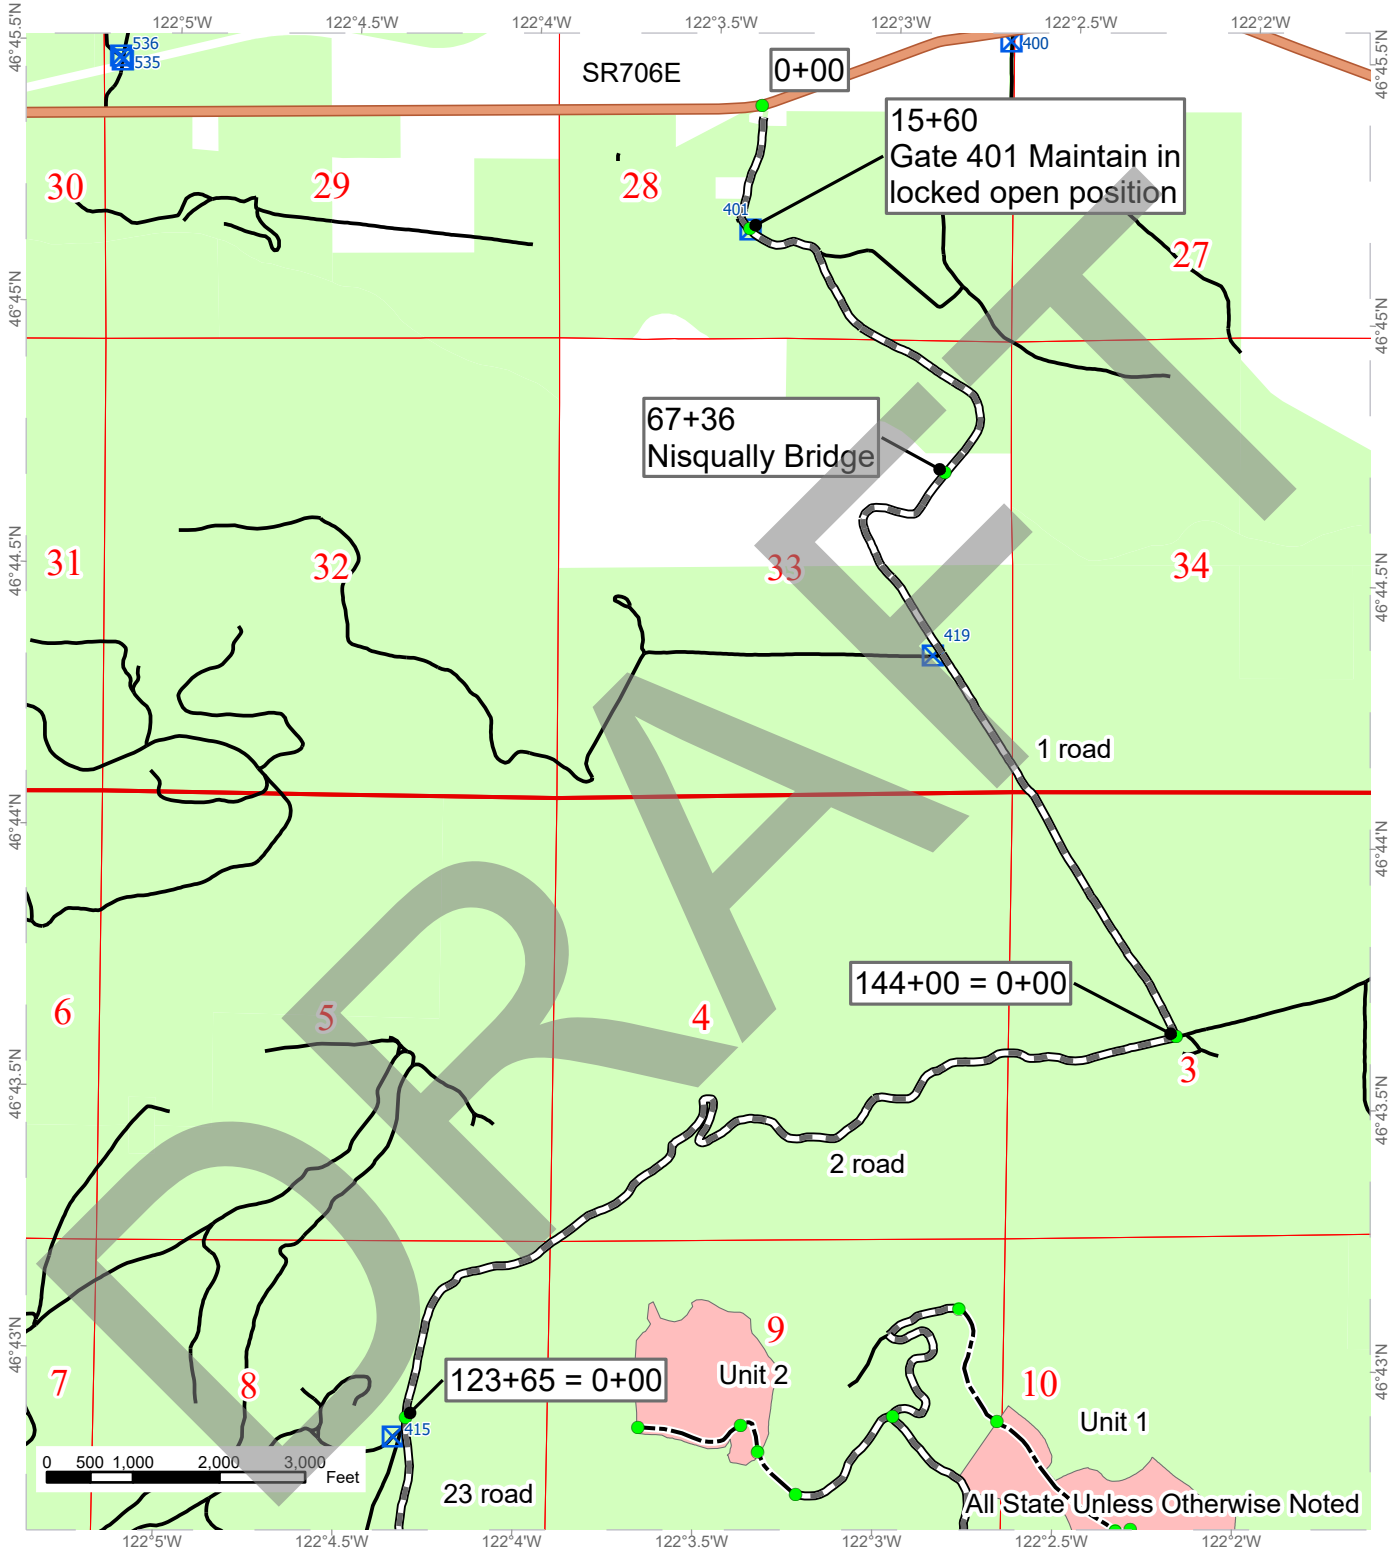 122°5'W
122°4.5'W
122°4'W
122°3.5'W
122°3'W
122°2.5'W
122°2'W
46°45.5'N
46°45.5'N
536
535
SR706E
0+00
400
15+60
Gate 401 Maintain in
locked open position
30
29
28
401
27
46°45'N
46°45'N
67+36
Nisqually Bridge
31
32
33
34
46°44.5'N
46°44.5'N
419
1 road
46°44'N
46°44'N
144+00 = 0+00
6
5
4
3
46°43.5'N
46°43.5'N
2 road
DRAFT
9
46°43'N
46°43'N
7
8
123+65 = 0+00
Unit 2
10
415
Unit 1
0 500 1,000 2,000 3,000
Feet
23 road
All State Unless Otherwise Noted
122°5'W
122°4.5'W
122°4'W
122°3.5'W
122°3'W
122°2.5'W
122°2'W